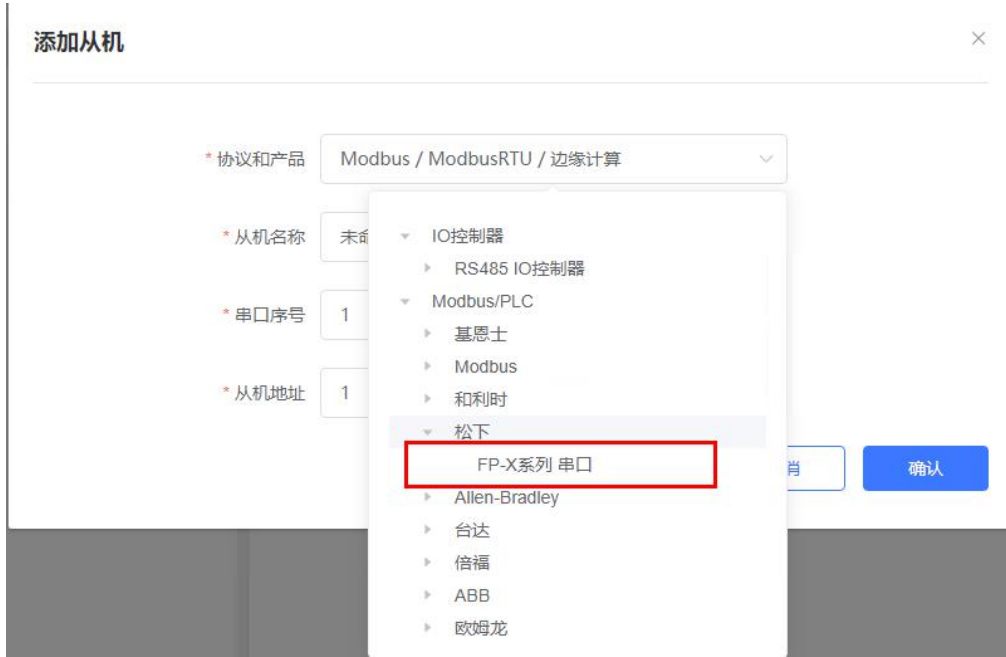 添加从机
* 协议和产品 Modbus / ModbusRTU / 边缘计算
* 从机名称 未命
* 串口序号 1
* 从机地址 1
IO控制器
RS485 IO控制器
Modbus/PLC
基恩士
Modbus
和利时
松下
FP-X系列 串口
Allen-Bradley
台达
倍福
ABB
欧姆龙
消
确认